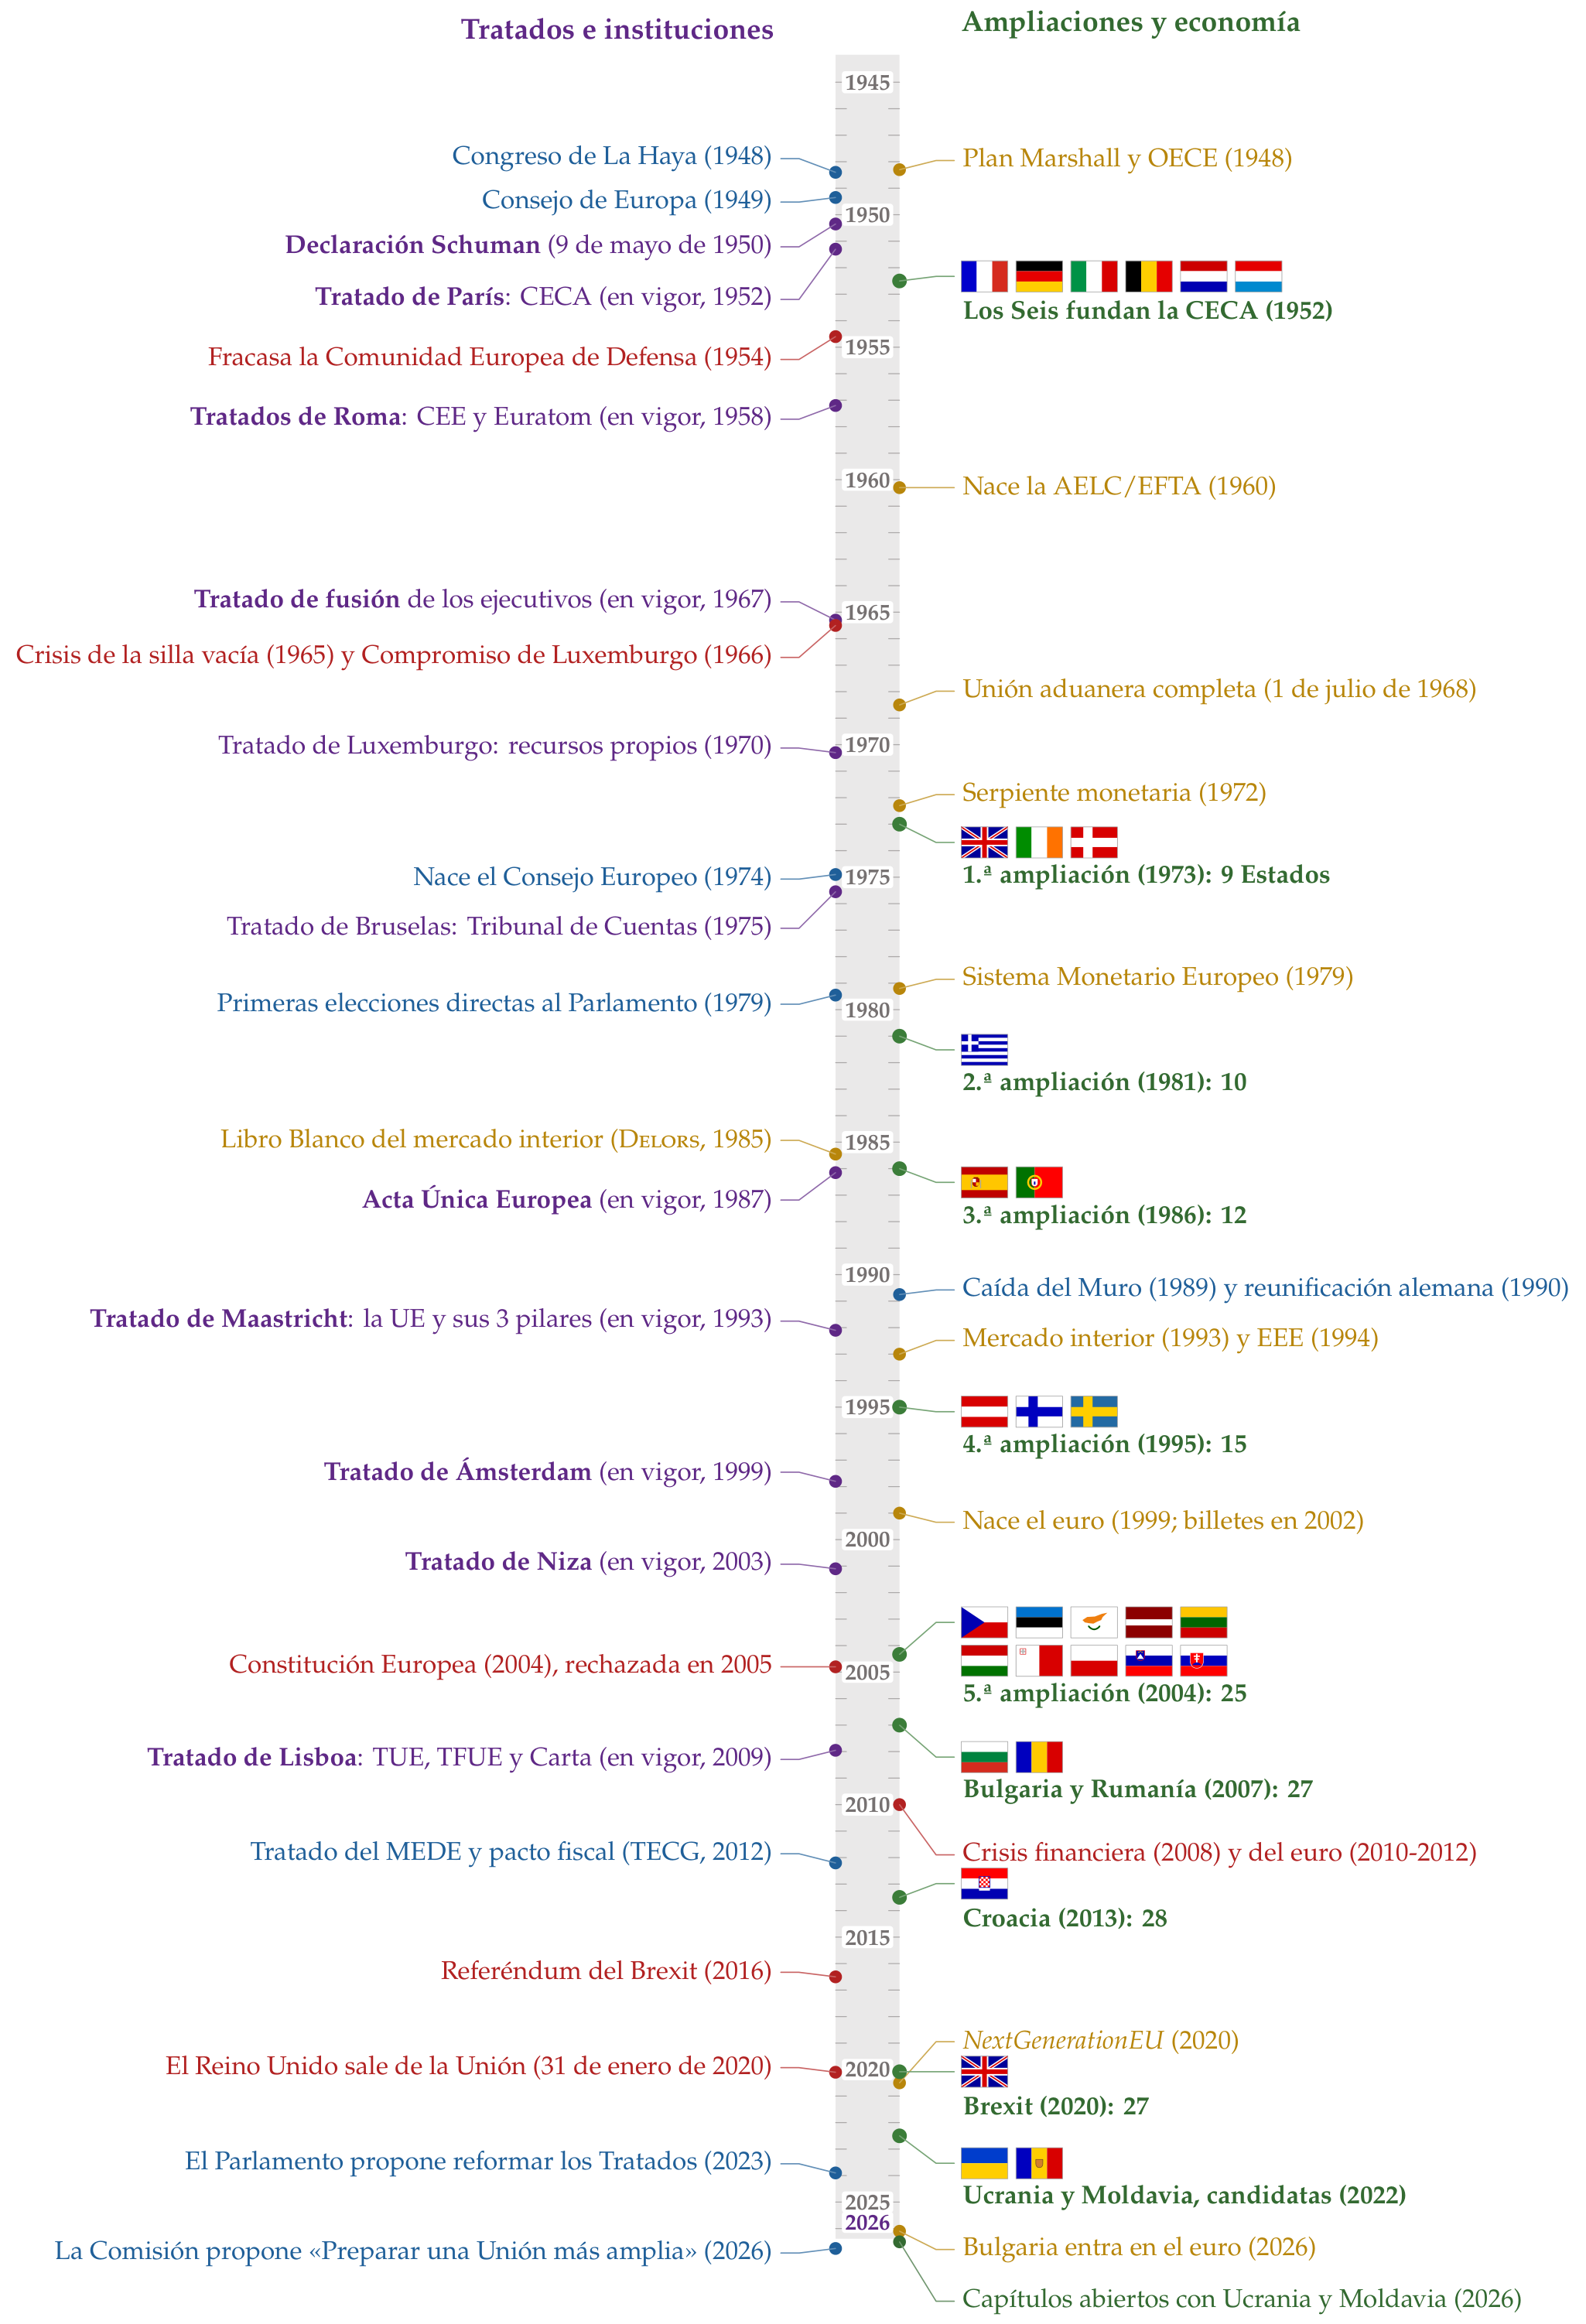 Tratados e instituciones
Ampliaciones y economía
1945
Congreso de La Haya (1948)
Plan Marshall y OECE (1948)
Consejo de Europa (1949)
1950
Declaración Schuman (9 de mayo de 1950)
Tratado de París: CECA (en vigor, 1952)
Los Seis fundan la CECA (1952)
1955
Fracasa la Comunidad Europea de Defensa (1954)
Tratados de Roma: CEE y Euratom (en vigor, 1958)
1960
Nace la AELC/EFTA (1960)
Tratado de fusión de los ejecutivos (en vigor, 1967)
1965
Crisis de la silla vacía (1965) y Compromiso de Luxemburgo (1966)
Unión aduanera completa (1 de julio de 1968)
Tratado de Luxemburgo: recursos propios (1970)
1970
Serpiente monetaria (1972)
1.ª ampliación (1973): 9 Estados
Nace el Consejo Europeo (1974)
1975
Tratado de Bruselas: Tribunal de Cuentas (1975)
Sistema Monetario Europeo (1979)
Primeras elecciones directas al Parlamento (1979)
1980
2.ª ampliación (1981): 10
Libro Blanco del mercado interior (Delors, 1985)
1985
Acta Única Europea (en vigor, 1987)
3.ª ampliación (1986): 12
1990
Caída del Muro (1989) y reunificación alemana (1990)
Tratado de Maastricht: la UE y sus 3 pilares (en vigor, 1993)
Mercado interior (1993) y EEE (1994)
1995
4.ª ampliación (1995): 15
Tratado de Ámsterdam (en vigor, 1999)
Nace el euro (1999; billetes en 2002)
2000
Tratado de Niza (en vigor, 2003)
Constitución Europea (2004), rechazada en 2005
2005
5.ª ampliación (2004): 25
Tratado de Lisboa: TUE, TFUE y Carta (en vigor, 2009)
Bulgaria y Rumanía (2007): 27
2010
Tratado del MEDE y pacto fiscal (TECG, 2012)
Crisis financiera (2008) y del euro (2010-2012)
Croacia (2013): 28
2015
Referéndum del Brexit (2016)
NextGenerationEU (2020)
El Reino Unido sale de la Unión (31 de enero de 2020)
2020
Brexit (2020): 27
El Parlamento propone reformar los Tratados (2023)
Ucrania y Moldavia, candidatas (2022)
2025
2026
La Comisión propone «Preparar una Unión más amplia» (2026)
Bulgaria entra en el euro (2026)
Capítulos abiertos con Ucrania y Moldavia (2026)